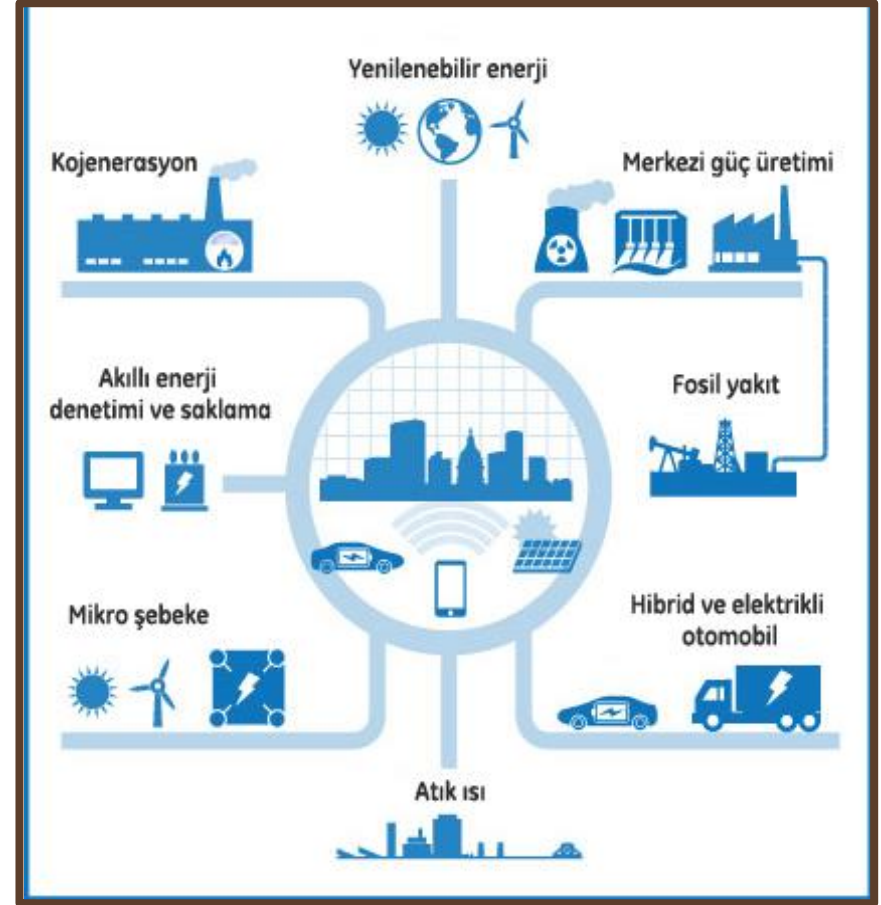 Yenilenebilir enerji
Kojenerasyon
Merkezi güç üretimi
Akıllı enerji
denetimi ve saklama
Fosil yakıt
Mikro şebeke
Hibrid ve elektrikli
otomobil
Atık ısı